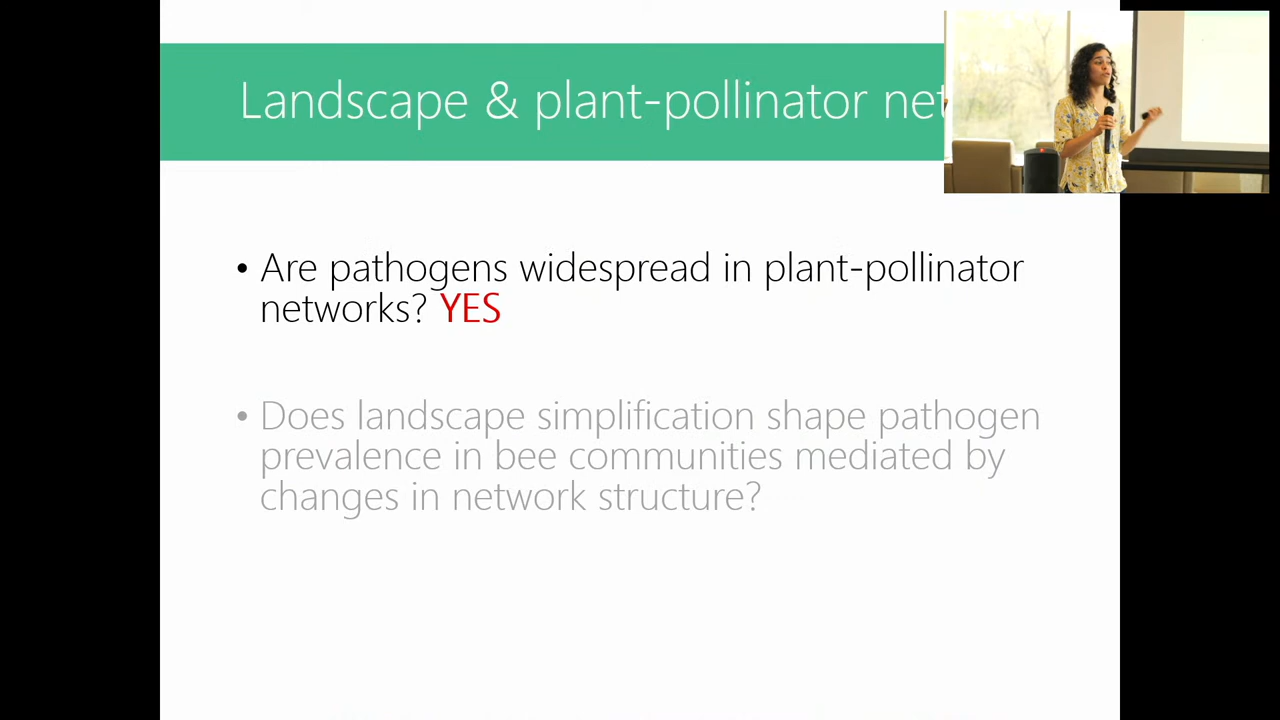 Landscape & plant-pollinator
• Are pathogens widespread in plant-pollinator
networks? YES
• Does landscape simplification shape pathogen
prevalence in bee communities mediated by
changes in network structure?